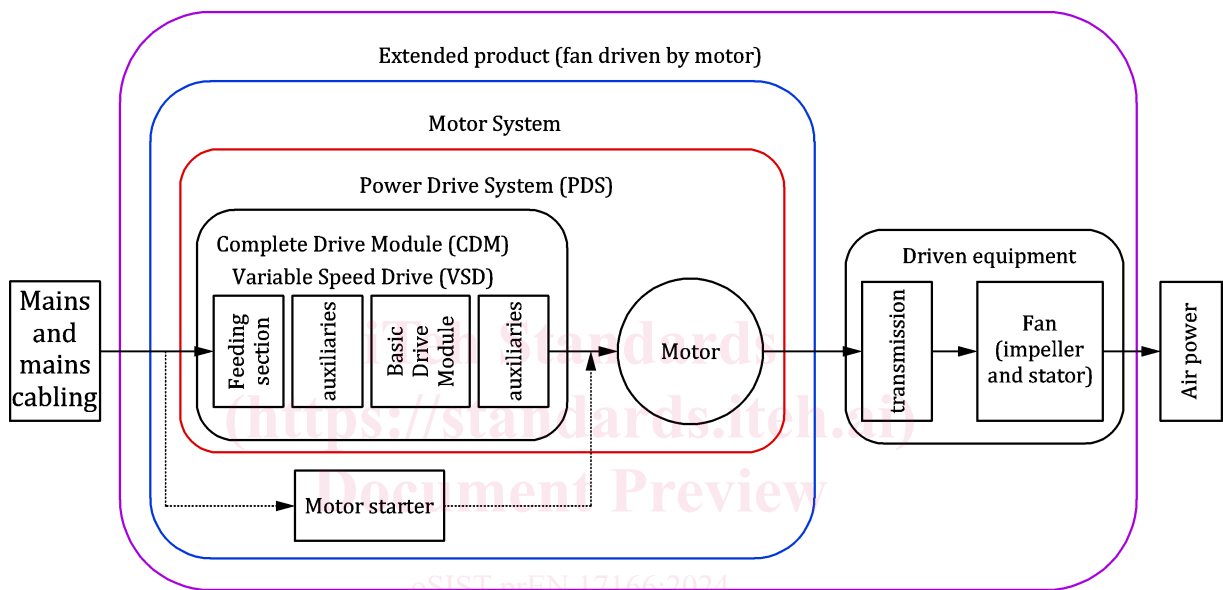 Extended product (fan driven by motor)
Motor System
Power Drive System (PDS)
Complete Drive Module (CDM)
Variable Speed Drive (VSD)
Mains
and
mains
cabling
Feeding
section
auxiliaries
Basic
Drive
Module
auxiliaries
Motor
Driven equipment
transmission
Fan
(impeller
and stator)
Air power
Motor starter
iTeh Standards
(https://standards.iteh.ai)
Document Preview
oSIST prEN 17166:2024